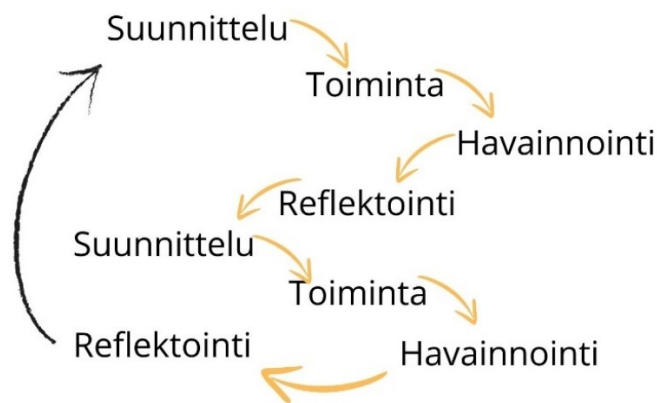 Suunnittelu
Toiminta
Havainnointi
Reflektointi
Suunnittelu
Toiminta
Havainnointi
Reflektointi